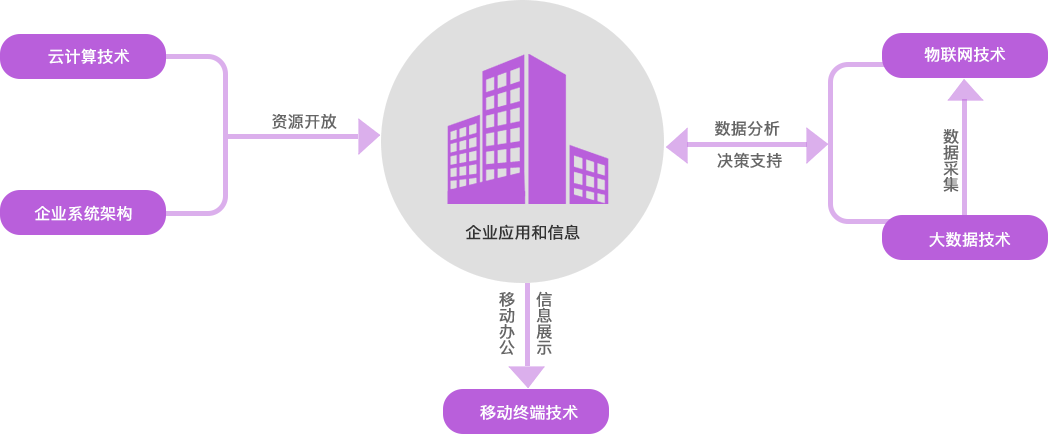 云计算技术
企业系统架构
资源开放
企业应用和信息
数据分析
决策支持
物联网技术
数据采集
大数据技术
移动办公
信息展示
移动终端技术